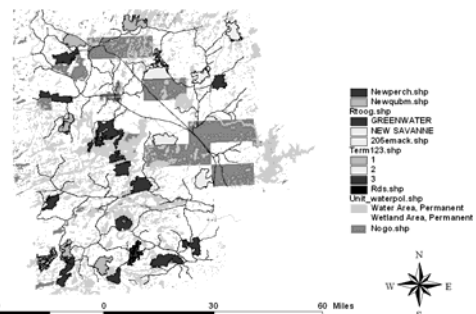 Newperch.shp
Newqubm.shp
Rtoog.shp
GREENWATER
NEW SAVANNE
205emack.shp
Term123.shp
1
2
3
Rds.shp
Unit_waterpol.shp
Water Area, Permanent
Wetland Area, Permanent
Nogo.shp
N
W E
S
0 30 60 Miles